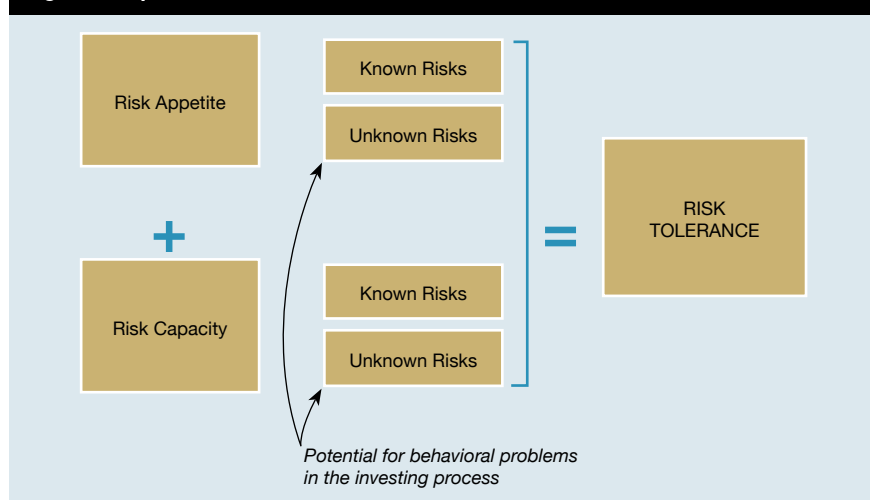 Risk Appetite
Known Risks
Unknown Risks
+
=
RISK
TOLERANCE
Risk Capacity
Known Risks
Unknown Risks
Potential for behavioral problems
in the investing process